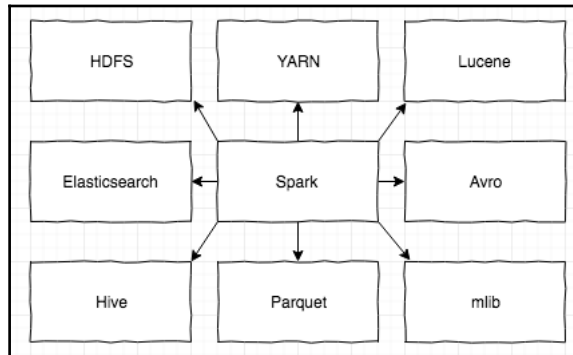 HDFS
YARN
Lucene
Elasticsearch
Spark
Avro
Hive
Parquet
mlib